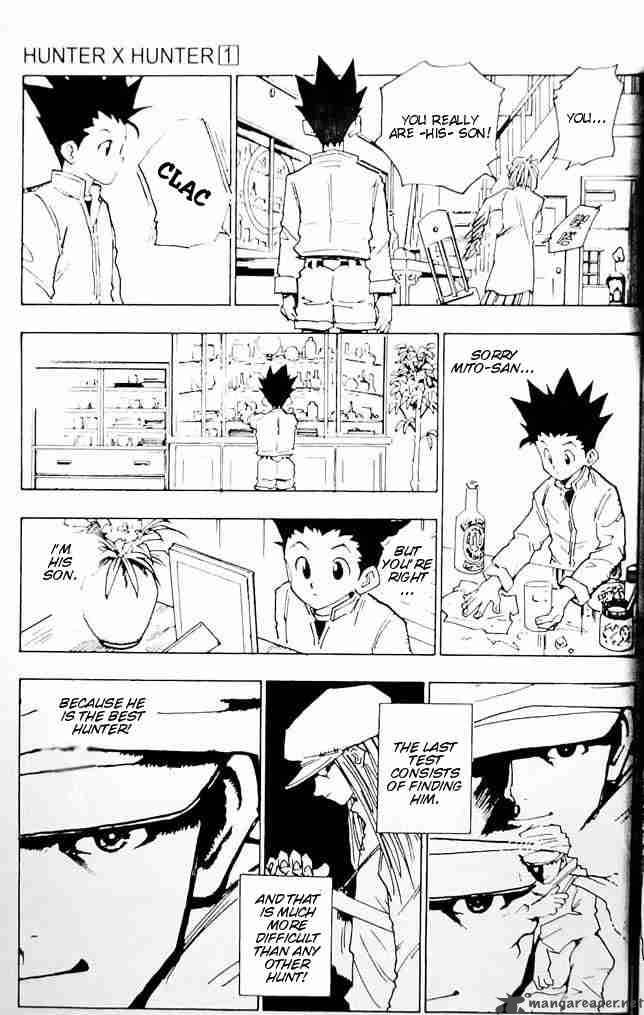 HUNTER X HUNTER 1
YOU...
YOU REALLY
ARE -HIS- SON!
CLAC
SORRY
MITO-SAN...
BUT
YOU'RE
RIGHT
...
I'M
HIS
SON.
THE LAST
TEST
CONSISTS
OF
FINDING
HIM.
AND THAT
IS MUCH
MORE
DIFFICULT
THAN ANY
OTHER
HUNT!
BECAUSE HE
IS THE BEST
HUNTER!
mangareader.net